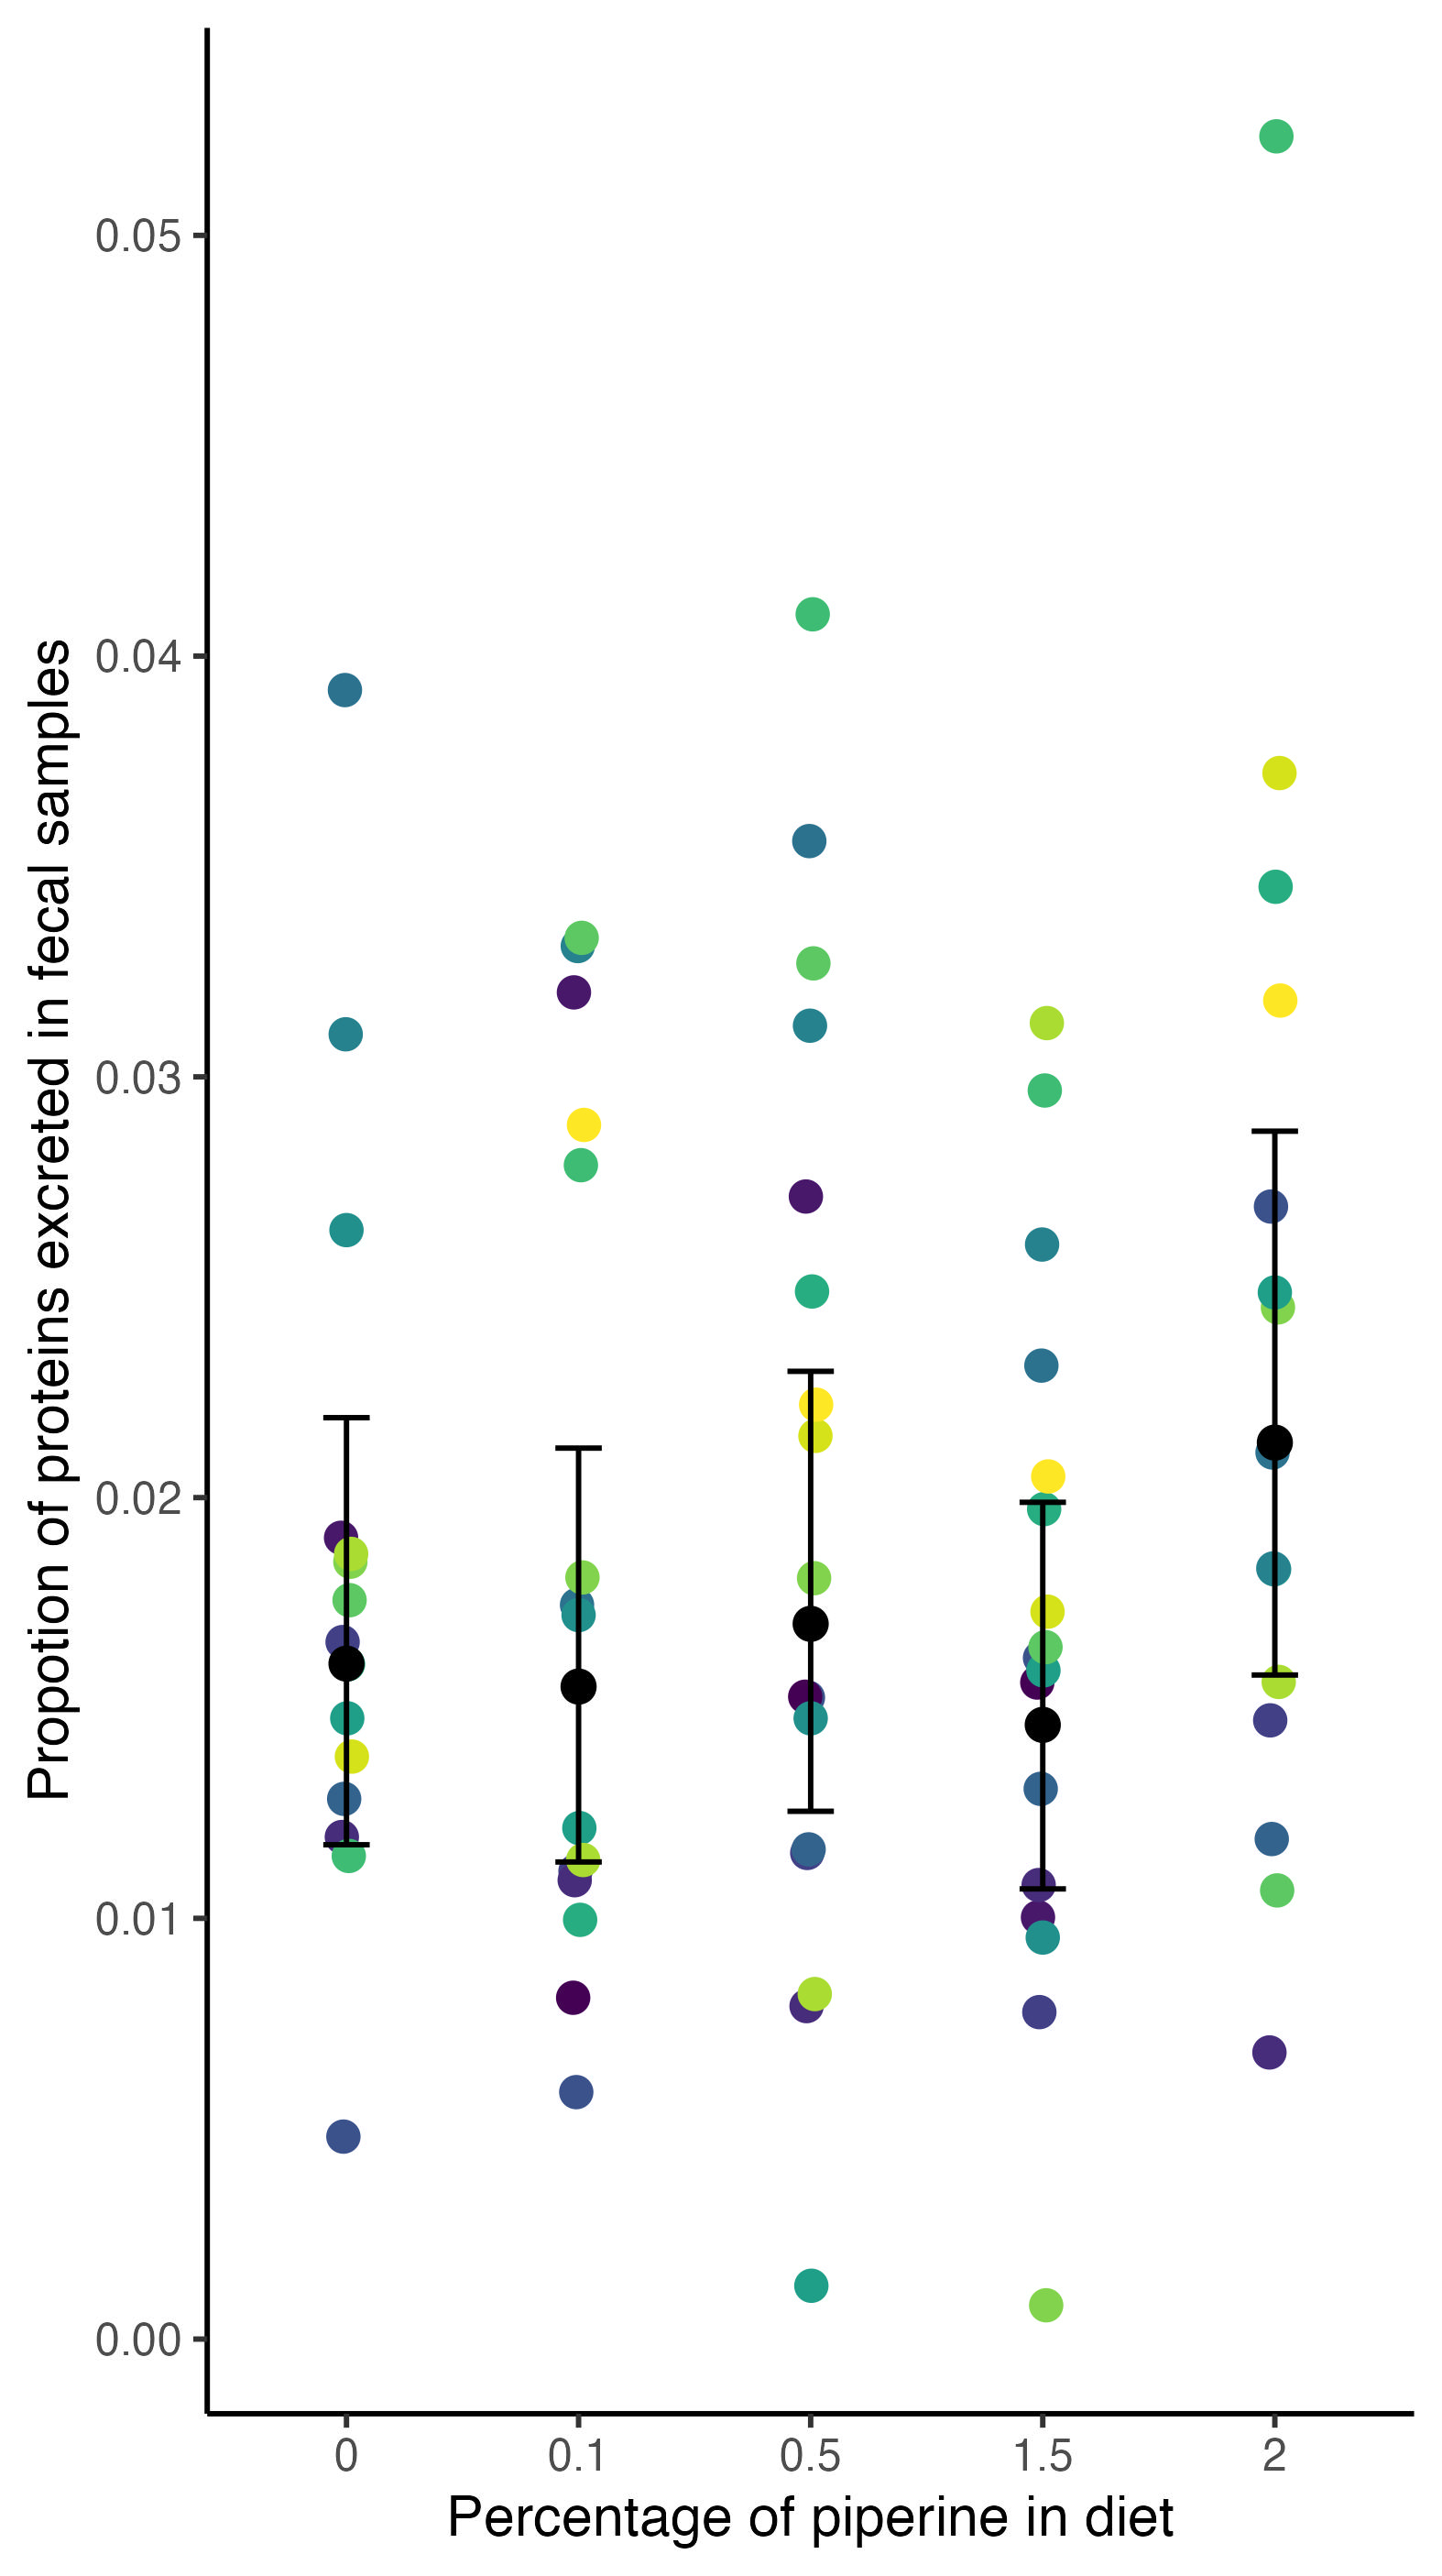 Propotion of proteins excreted in fecal samples
0.05
0.04
0.03
0.02
0.01
0.00
0 0.1 0.5 1.5 2
Percentage of piperine in diet